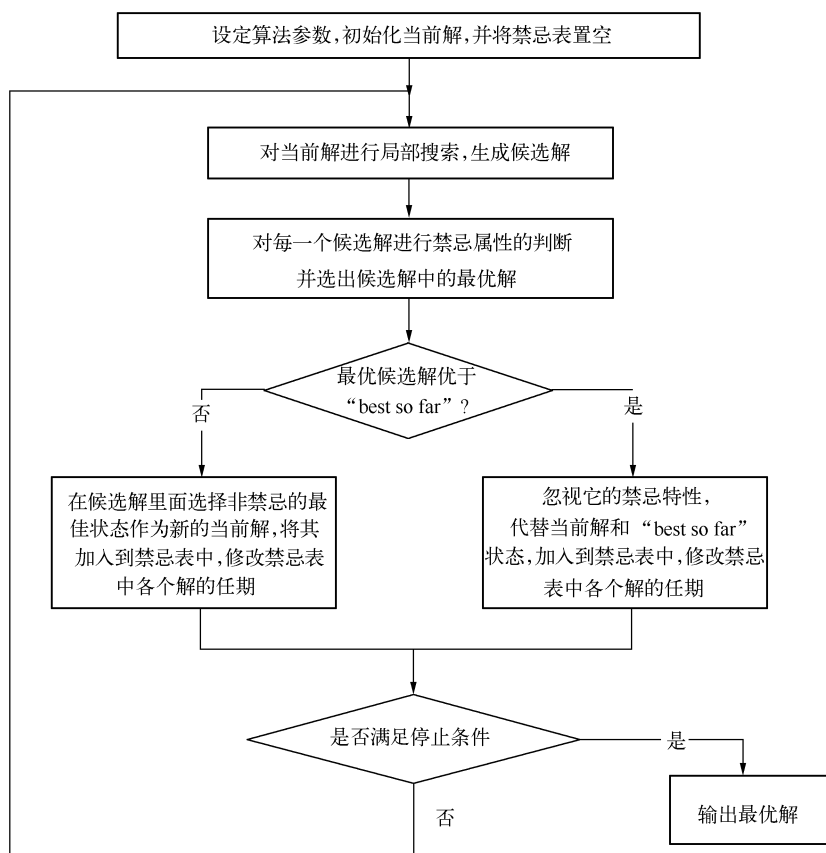 设定算法参数,初始化当前解,并将禁忌表置空
对当前解进行局部搜索,生成候选解
对每一个候选解进行禁忌属性的判断
并选出候选解中的最优解
最优候选解优于
“best so far”?
否
是
在候选解里面选择非禁忌的最
佳状态作为新的当前解,将其
加入到禁忌表中,修改禁忌表
中各个解的任期
忽视它的禁忌特性,
代替当前解和“best so far”
状态,加入到禁忌表中,修改禁忌
表中各个解的任期
是否满足停止条件
是
否
输出最优解